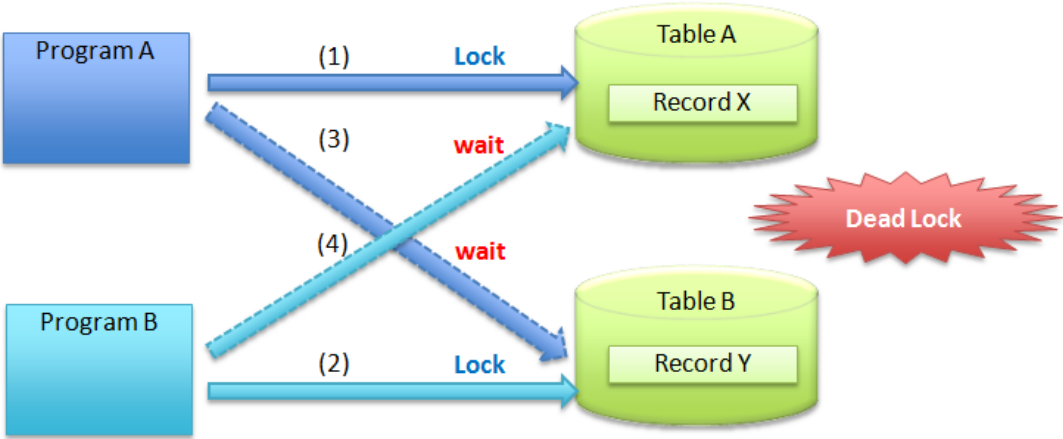 Program A
(1)
Lock
Table A
Record X
(3)
wait
Dead Lock
(4)
wait
Program B
(2)
Lock
Table B
Record Y